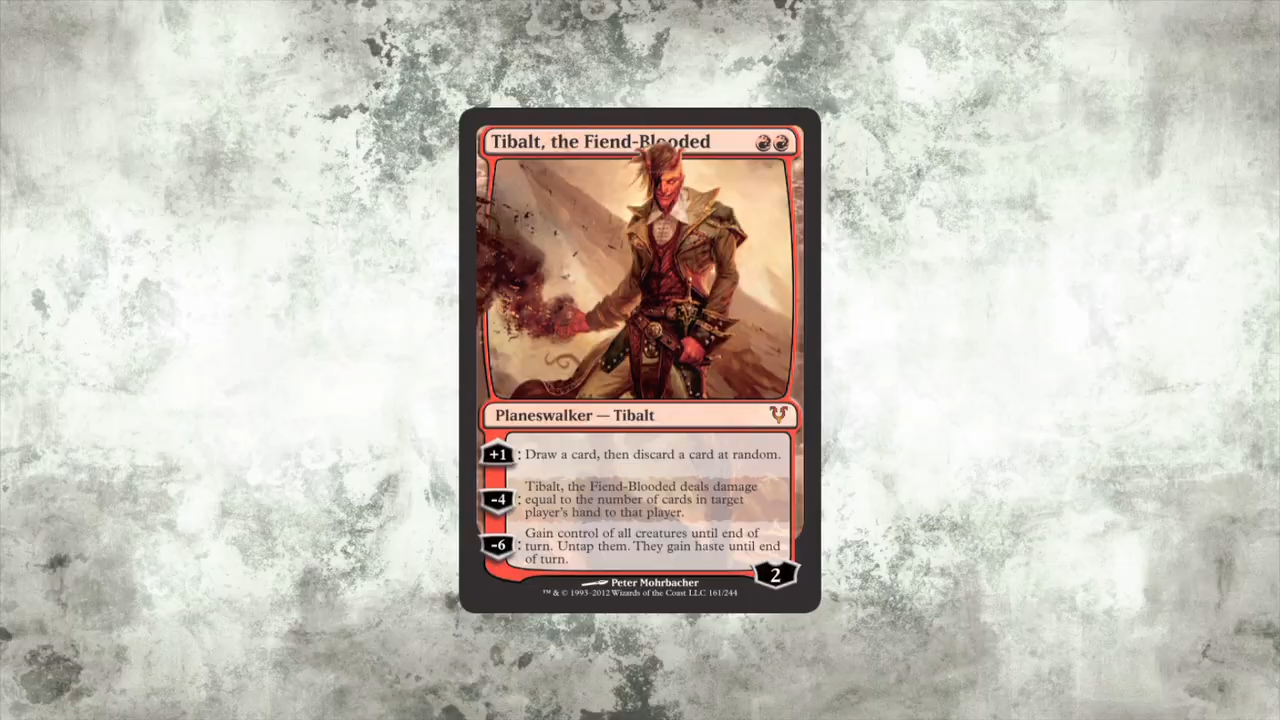 Tibalt, the Fiend-Blooded
Planeswalker — Tibalt
+1: Draw a card, then discard a card at random.
Tibalt, the Fiend-Blooded deals damage
-4: equal to the number of cards in target
player's hand to that player.
Gain control of all creatures until end of
-6: turn. Untap them. They gain haste until end
of turn.
2
Peter Mohrbacher
™ & © 1993–2012 Wizards of the Coast LLC 161/244